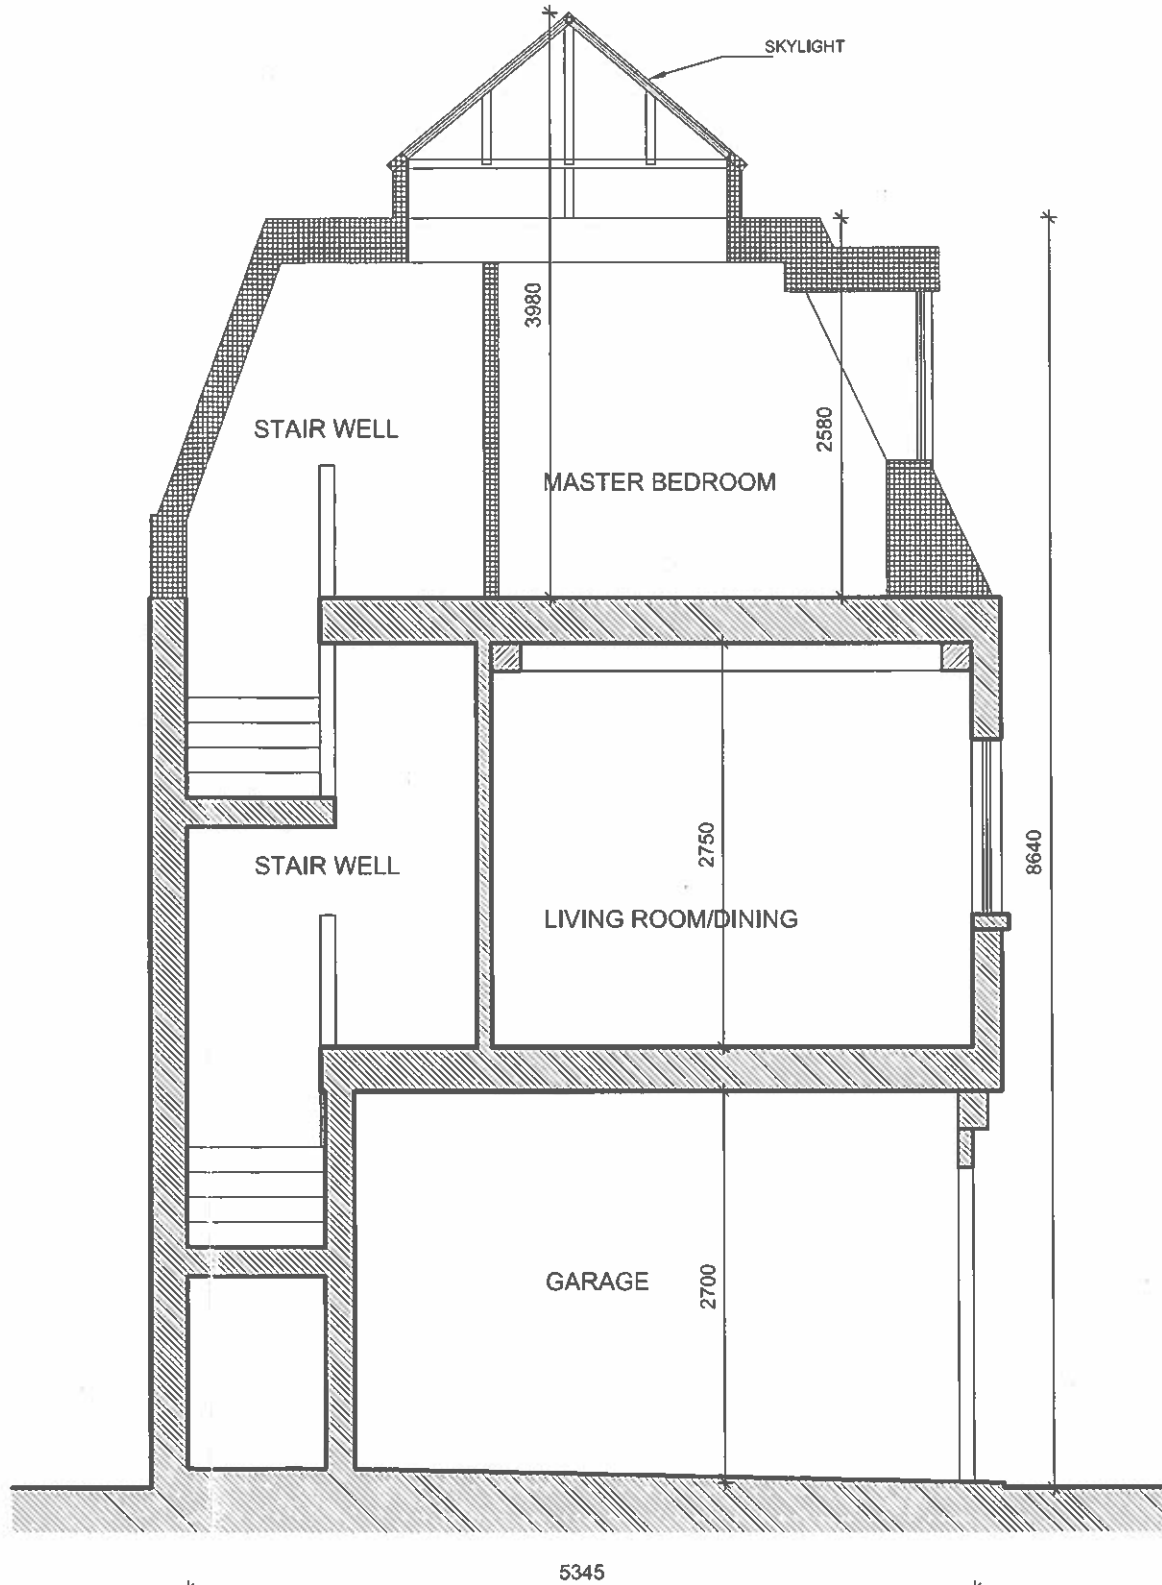 SKYLIGHT
3980
STAIR WELL
2580
MASTER BEDROOM
2750
8640
STAIR WELL
LIVING ROOM/DINING
GARAGE
2700
5345